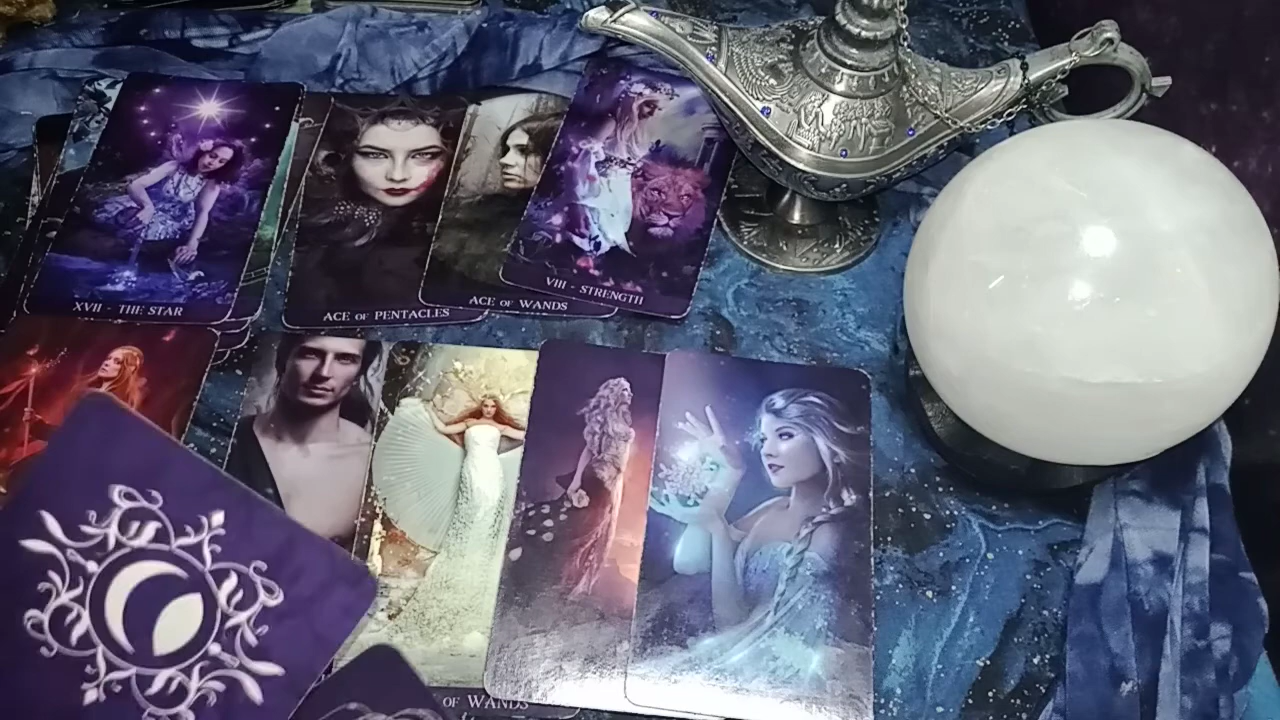 XVII - THE STAR
ACE OF PENTACLES
ACE OF WANDS
VIII - STRENGTH
OF WANDS